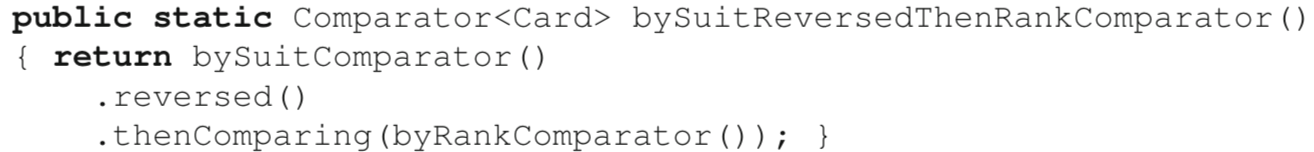 public static Comparator<Card> bySuitReversedThenRankComparator()
{ return bySuitComparator()
.reversed()
.thenComparing(byRankComparator()); }